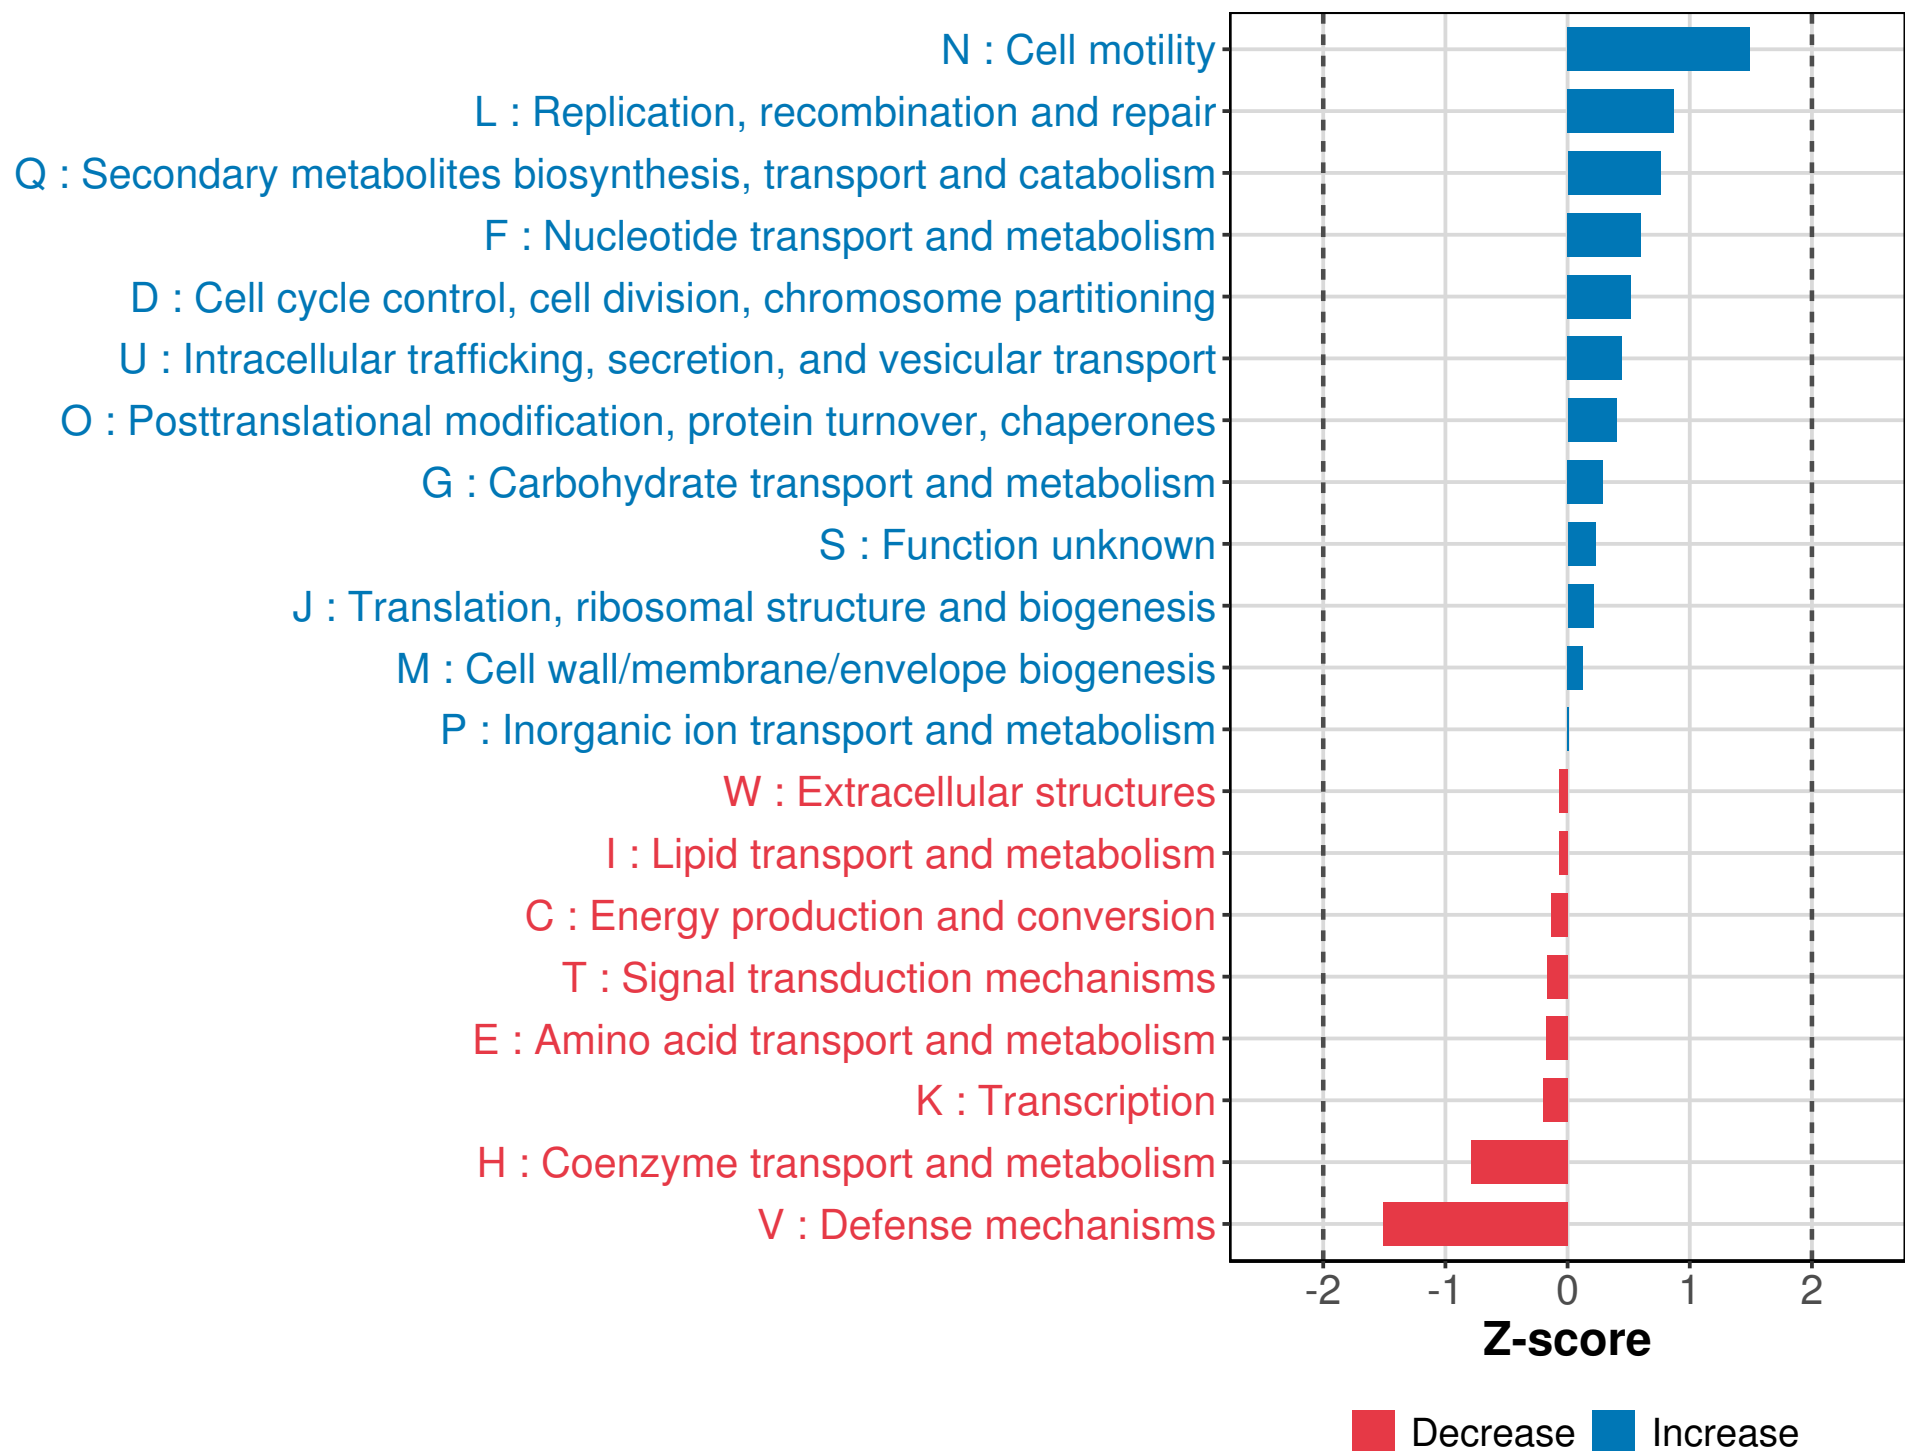 N : Cell motility
L : Replication, recombination and repair
Q : Secondary metabolites biosynthesis, transport and catabolism
F : Nucleotide transport and metabolism
D : Cell cycle control, cell division, chromosome partitioning
U : Intracellular trafficking, secretion, and vesicular transport
O : Posttranslational modification, protein turnover, chaperones
G : Carbohydrate transport and metabolism
S : Function unknown
J : Translation, ribosomal structure and biogenesis
M : Cell wall/membrane/envelope biogenesis
P : Inorganic ion transport and metabolism
W : Extracellular structures
I : Lipid transport and metabolism
C : Energy production and conversion
T : Signal transduction mechanisms
E : Amino acid transport and metabolism
K : Transcription
H : Coenzyme transport and metabolism
V : Defense mechanisms
-2 -1 0 1 2
Z-score
Decrease Increase